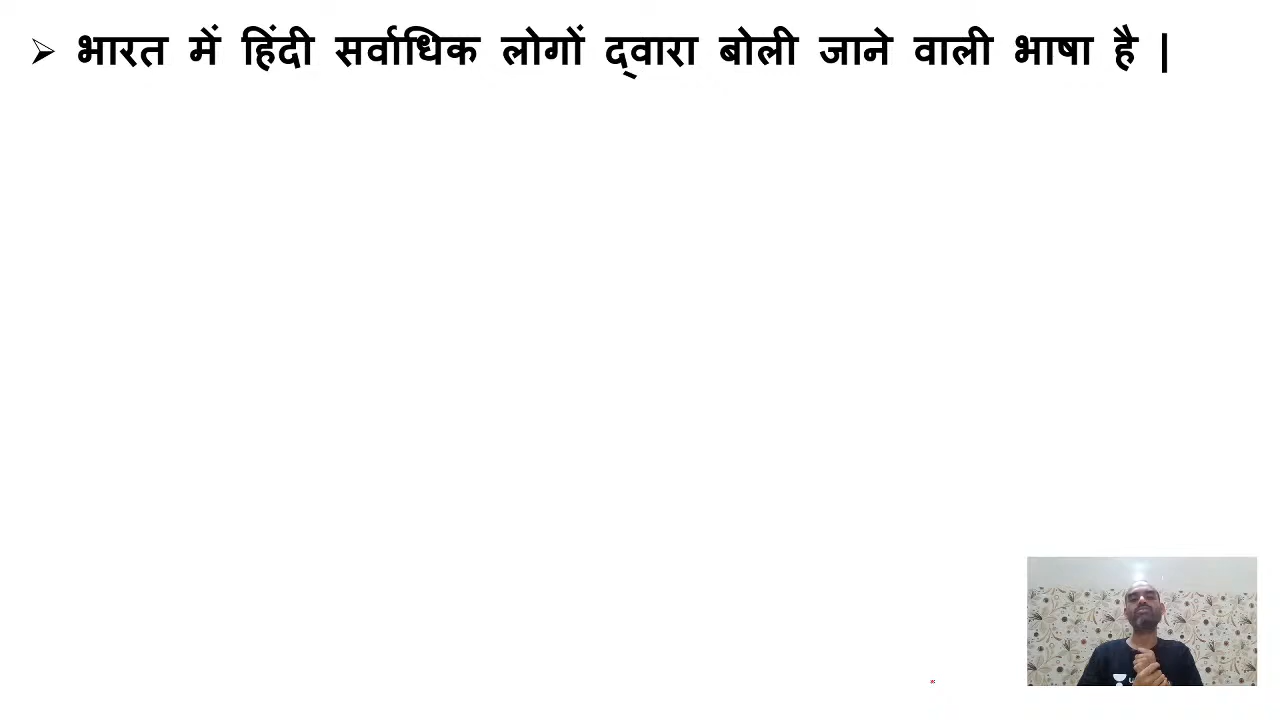 ➢ भारत में हिंदी सर्वाधिक लोगों द्वारा बोली जाने वाली भाषा है |